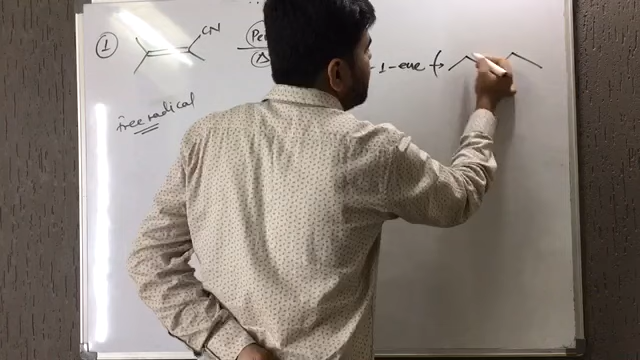 ① CN
Pe
Δ
-1-ene
free radical